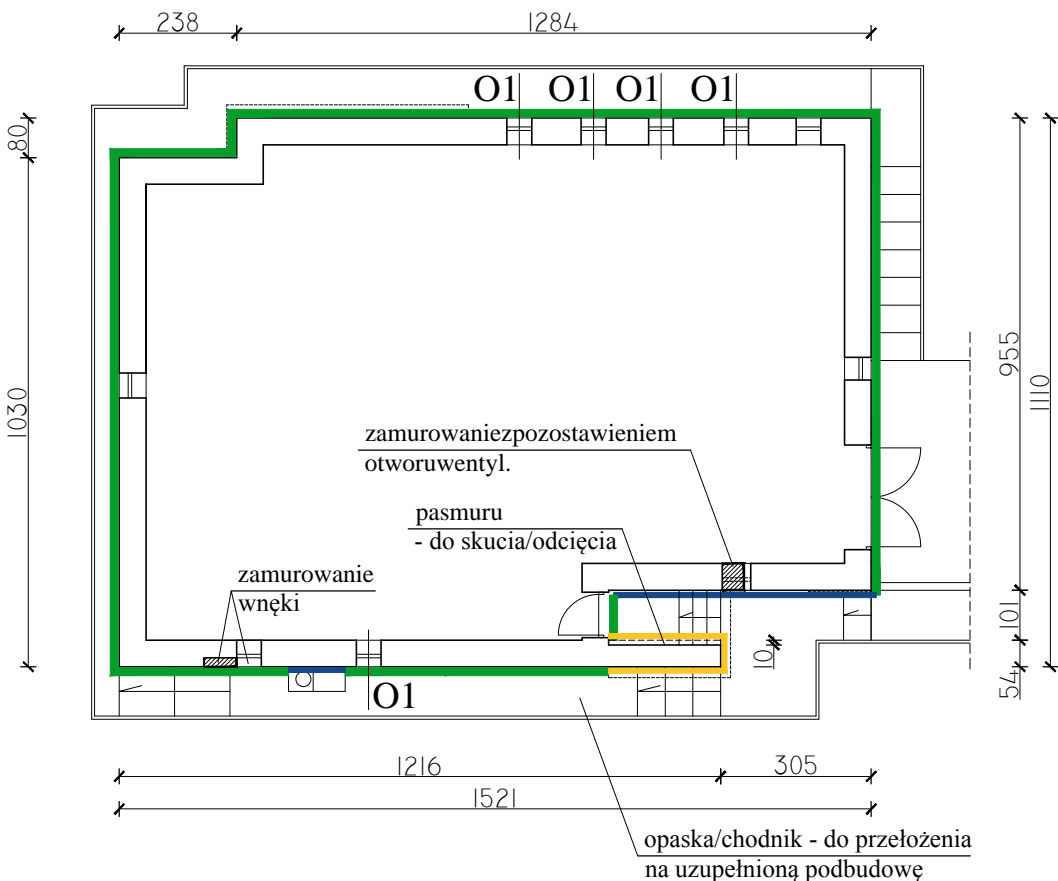 238
1284
O1 O1 O1 O1
80
1030
955
1110
zamurowaniezpozostawieniem
otworuwentyl.
pasmuru
- do skucia/odcięcia
zamurowanie
wnęki
101
10
54
O1
1216
305
1521
opaska/chodnik - do przełożenia
na uzupełnioną podbudowę